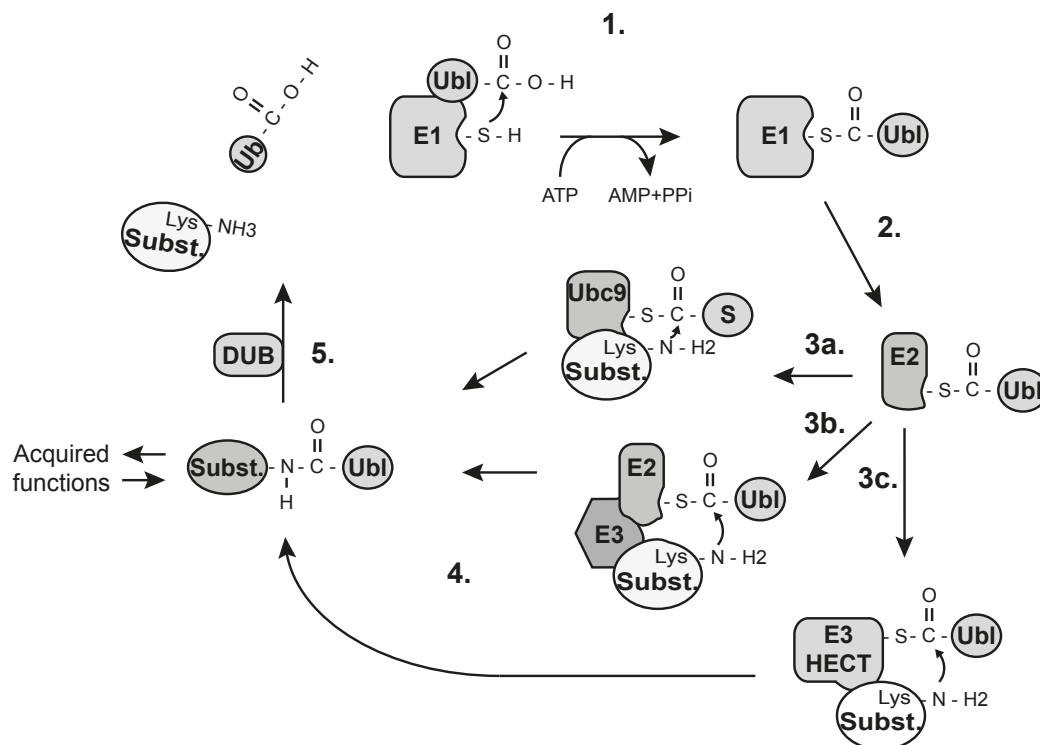 1.
O
Ubl - C - O - H
E1 - S - H
ATP
AMP+PPi
O
E1 - S - C - Ubl
O
Ub - C - O - H
Lys - NH3
Subst.
2.
O
Ubc9 - S - C - S
Lys - N - H2
Subst.
3a.
O
E2 - S - C - Ubl
3b.
3c.
DUB
5.
Acquired
functions
O
Subst. - N - C - Ubl
H
O
E2 - S - C - Ubl
E3
Lys - N - H2
Subst.
4.
O
E3
HECT
- S - C - Ubl
Lys - N - H2
Subst.